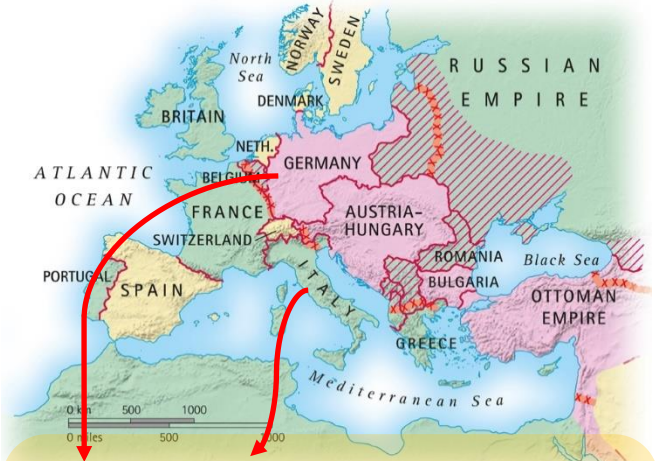 NORWAY
SWEDEN
North
Sea
RUSSIAN
EMPIRE
DENMARK
BRITAIN
NETH.
GERMANY
ATLANTIC
OCEAN
BELGIUM
FRANCE
AUSTRIA-
HUNGARY
SWITZERLAND
ROMANIA
Black Sea
ITALY
PORTUGAL
SPAIN
BULGARIA
OTTOMAN
EMPIRE
GREECE
Mediterranean Sea
0 km 500 1000
0 miles 500 1000